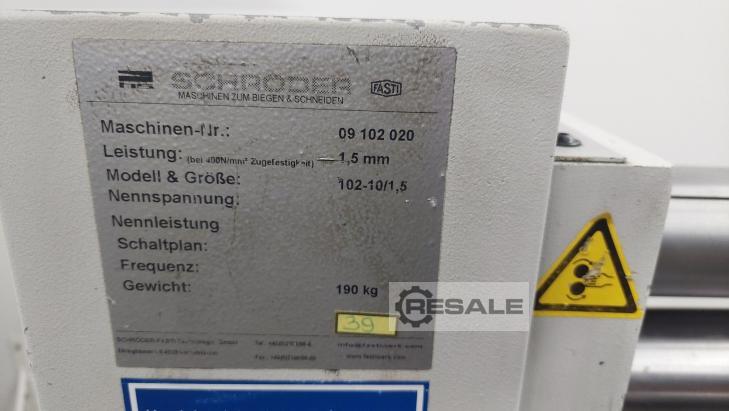 SCHRÖDER FASTI
MASCHINEN ZUM BIEGEN & SCHNEIDEN
Maschinen-Nr.: 09 102 020
Leistung: (bei 400N/mm² Zugefestigkeit) 1,5 mm
Modell & Größe: 102-10/1,5
Nennspannung:
Nennleistung
Schaltplan:
Frequenz:
Gewicht: 190 kg
RESALE
39